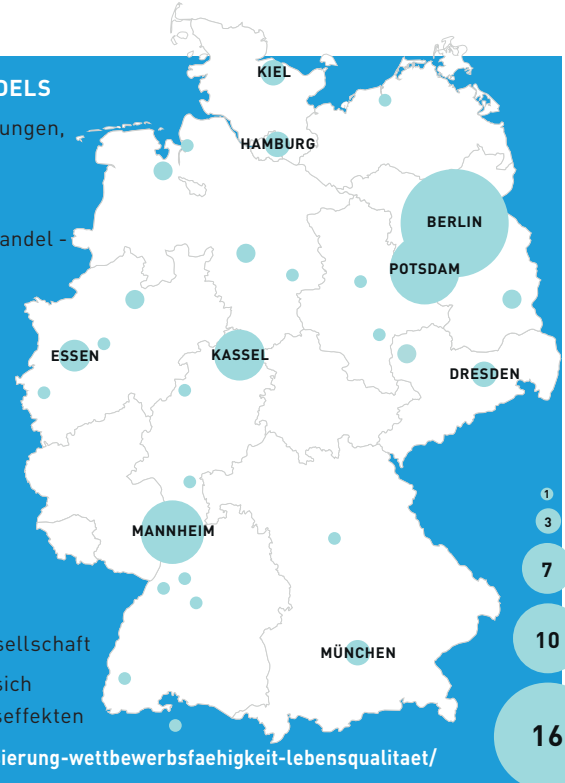 DELS
ungen,
andel -
KIEL
HAMBURG
BERLIN
POTSDAM
ESSEN
KASSEL
DRESDEN
MANNHEIM
MÜNCHEN
1
3
7
10
16
sellschaft
sich
seffekten
sierung-wettbewerbsfaehigkeit-lebensqualitaet/